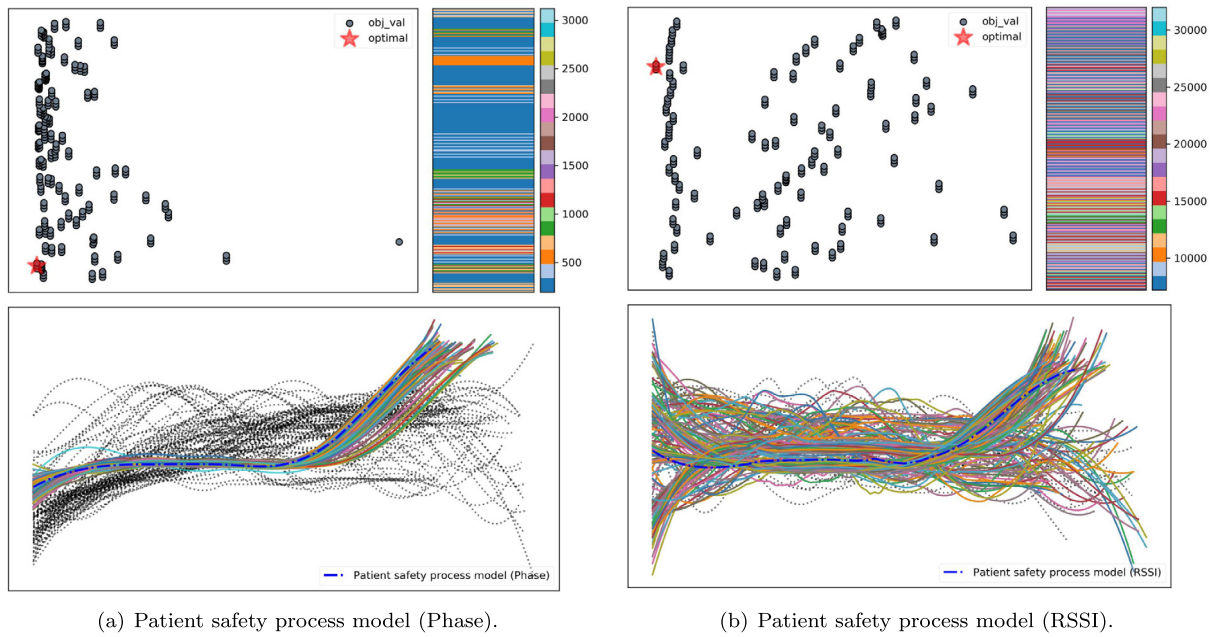 obj_val
optimal
3000
2500
2000
1500
1000
500
obj_val
optimal
30000
25000
20000
15000
10000
Patient safety process model (Phase)
Patient safety process model (RSSI)
(a) Patient safety process model (Phase).
(b) Patient safety process model (RSSI).